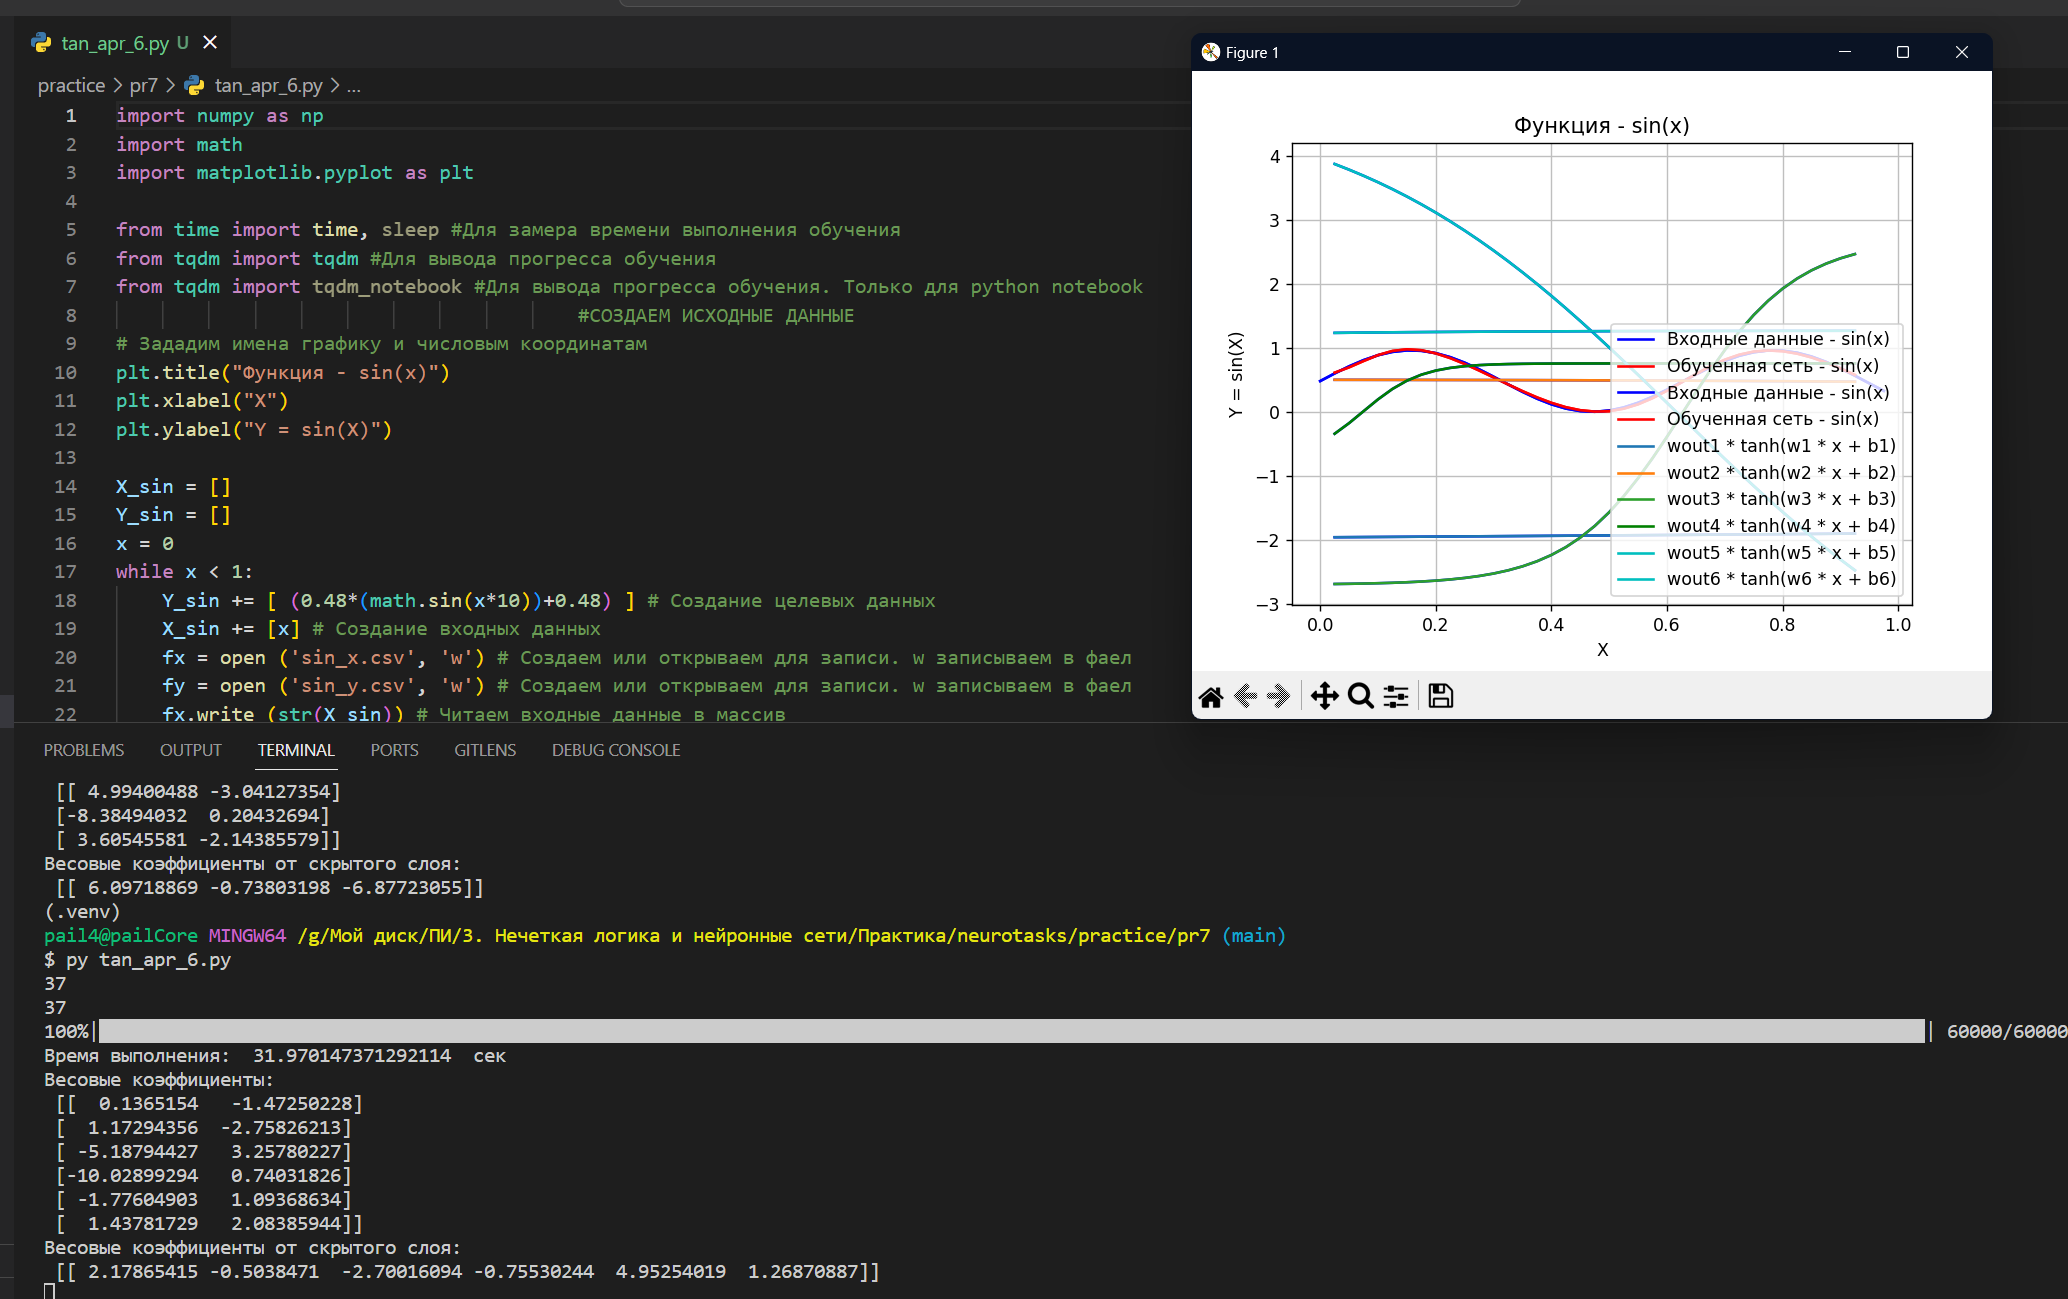 tan_apr_6.py U
practice > pr7 > tan_apr_6.py > ...
1 import numpy as np
2 import math
3 import matplotlib.pyplot as plt
4
5 from time import time, sleep #Для замера времени выполнения обучения
6 from tqdm import tqdm #Для вывода прогресса обучения
7 from tqdm import tqdm_notebook #Для вывода прогресса обучения. Только для python notebook
8 #СОЗДАЕМ ИСХОДНЫЕ ДАННЫЕ
9 # Зададим имена графику и числовым координатам
10 plt.title("Функция - sin(x)")
11 plt.xlabel("X")
12 plt.ylabel("Y = sin(X)")
13
14 X_sin = []
15 Y_sin = []
16 x = 0
17 while x < 1:
18 Y_sin += [ (0.48*(math.sin(x*10))+0.48) ] # Создание целевых данных
19 X_sin += [x] # Создание входных данных
20 fx = open ('sin_x.csv', 'w') # Создаем или открываем для записи. w записываем в фаел
21 fy = open ('sin_y.csv', 'w') # Создаем или открываем для записи. w записываем в фаел
22 fx.write (str(X_sin)) # Читаем входные данные в массив
Figure 1
Функция - sin(x)
Y = sin(X)
4
3
2
1
0
−1
−2
−3
Входные данные - sin(x)
Обученная сеть - sin(x)
Входные данные - sin(x)
Обученная сеть - sin(x)
wout1 * tanh(w1 * x + b1)
wout2 * tanh(w2 * x + b2)
wout3 * tanh(w3 * x + b3)
wout4 * tanh(w4 * x + b4)
wout5 * tanh(w5 * x + b5)
wout6 * tanh(w6 * x + b6)
0.0 0.2 0.4 0.6 0.8 1.0
X
PROBLEMS OUTPUT TERMINAL PORTS GITLENS DEBUG CONSOLE
[[ 4.99400488 -3.04127354]
[-8.38494032 0.20432694]
[ 3.60545581 -2.14385579]]
Весовые коэффициенты от скрытого слоя:
[[ 6.09718869 -0.73803198 -6.87723055]]
(.venv)
pail4@pailCore MINGW64 /g/Мой диск/ПИ/3. Нечеткая логика и нейронные сети/Практика/neurotasks/practice/pr7 (main)
$ py tan_apr_6.py
37
37
100%| | 60000/60000
Время выполнения: 31.970147371292114 сек
Весовые коэффициенты:
[[ 0.1365154 -1.47250228]
[ 1.17294356 -2.75826213]
[ -5.18794427 3.25780227]
[-10.02899294 0.74031826]
[ -1.77604903 1.09368634]
[ 1.43781729 2.08385944]]
Весовые коэффициенты от скрытого слоя:
[[ 2.17865415 -0.5038471 -2.70016094 -0.75530244 4.95254019 1.26870887]]